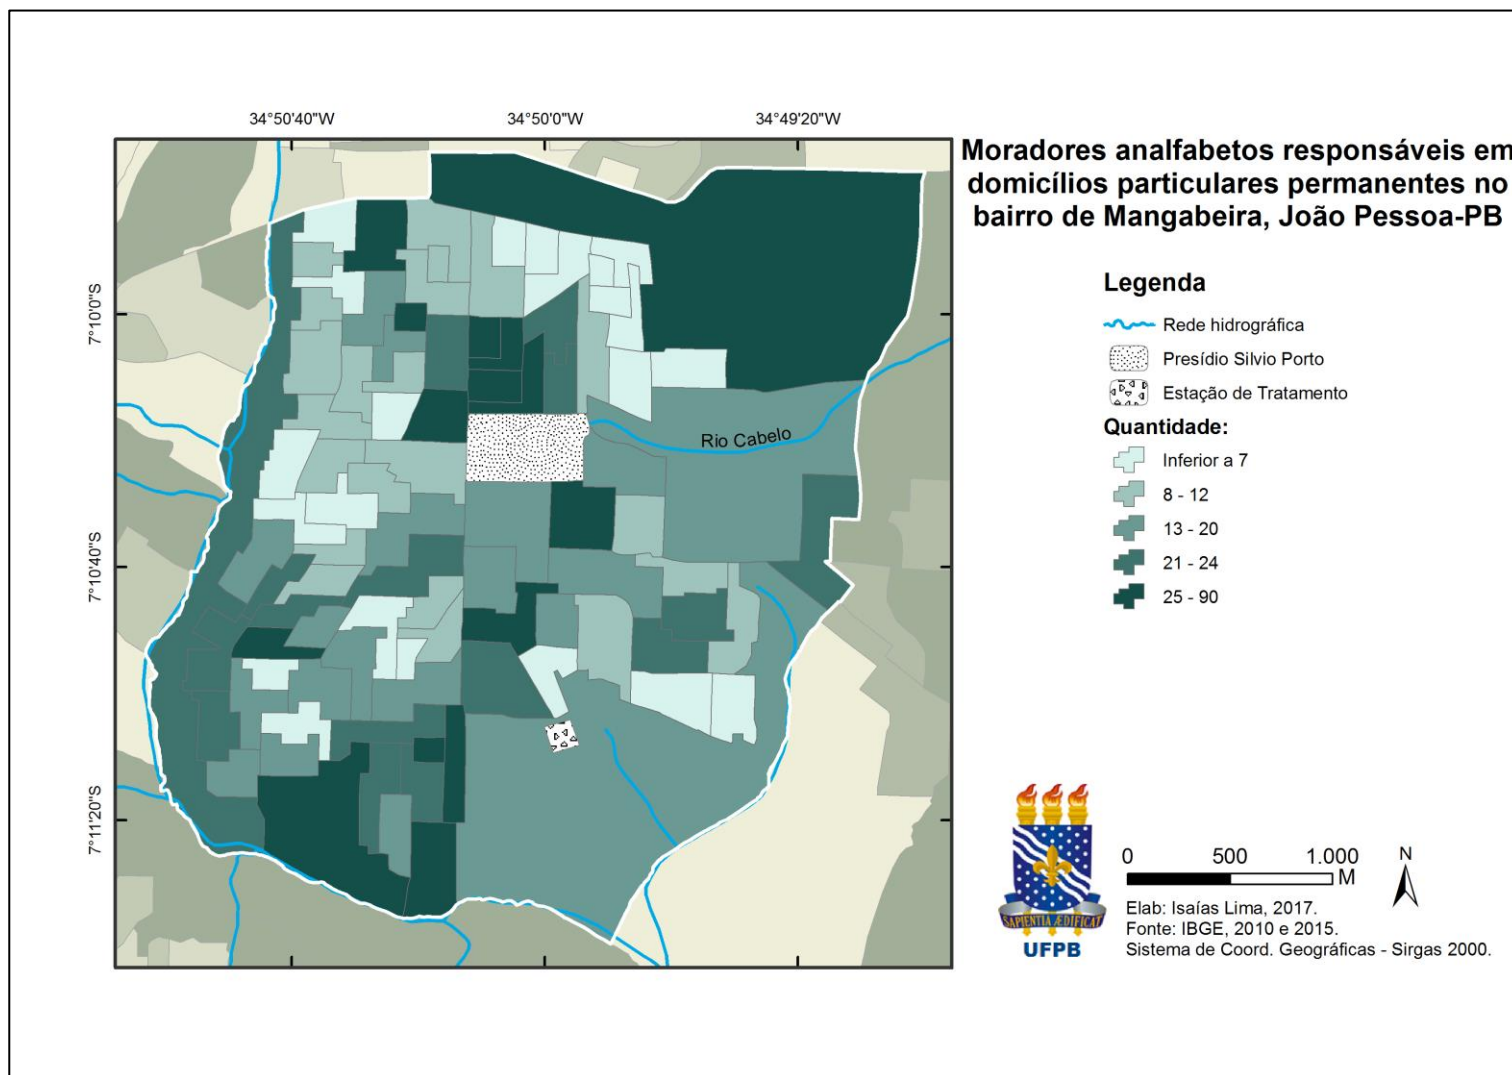 34°50'40"W
34°50'0"W
34°49'20"W
7°10'0"S
7°10'40"S
7°11'20"S
Rio Cabelo
Moradores analfabetos responsáveis em
domicílios particulares permanentes no
bairro de Mangabeira, João Pessoa-PB
Legenda
Rede hidrográfica
Presídio Silvio Porto
Estação de Tratamento
Quantidade:
Inferior a 7
8 - 12
13 - 20
21 - 24
25 - 90
SAPIENTIA ÆDIFICAT
UFPB
0 500 1.000
M
N
Elab: Isaías Lima, 2017.
Fonte: IBGE, 2010 e 2015.
Sistema de Coord. Geográficas - Sirgas 2000.